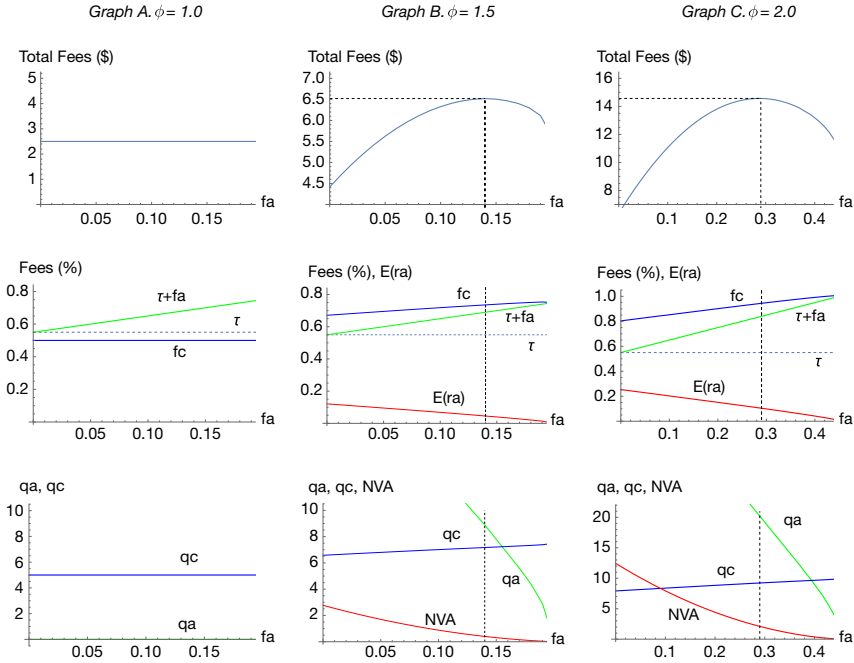 Graph A. ϕ = 1.0
Graph B. ϕ = 1.5
Graph C. ϕ = 2.0
Total Fees ($)
5
4
3
2
1
0.05 0.10 0.15
fa
Total Fees ($)
7.0
6.5
6.0
5.5
5.0
4.5
0.05 0.10 0.15
fa
Total Fees ($)
16
14
12
10
8
0.1 0.2 0.3 0.4
fa
Fees (%)
0.8
0.6
0.4
0.2
τ+fa
τ
fc
0.05 0.10 0.15
fa
Fees (%), E(ra)
0.8
0.6
0.4
0.2
fc
τ+fa
τ
E(ra)
0.05 0.10 0.15
fa
Fees (%), E(ra)
1.0
0.8
0.6
0.4
0.2
fc
τ+fa
τ
E(ra)
0.1 0.2 0.3 0.4
fa
qa, qc
10
8
6
4
2
qc
qa
0.05 0.10 0.15
fa
qa, qc, NVA
10
8
6
4
2
qc
qa
NVA
0.05 0.10 0.15
fa
qa, qc, NVA
20
15
10
5
qa
qc
NVA
0.1 0.2 0.3 0.4
fa